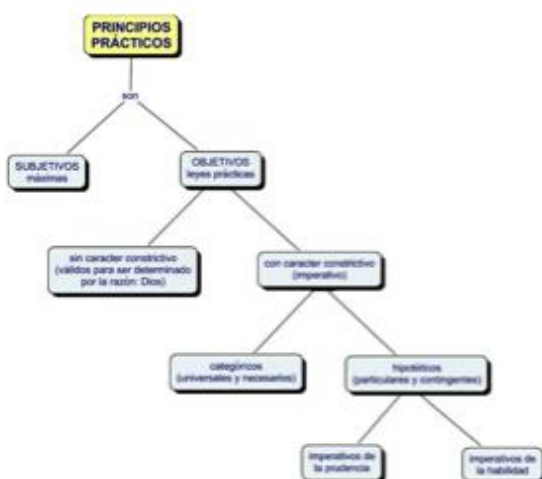 PRINCIPIOS
PRÁCTICOS
son
SUBJETIVOS
máximas
OBJETIVOS
leyes prácticas
sin caracter constrictivo
(válidos para ser determinado
por la razón: Dios)
con caracter constrictivo
(imperativo)
categóricos
(universales y necesarios)
hipotéticos
(particulares y contingentes)
imperativos de
la prudencia
imperativos de
la habilidad